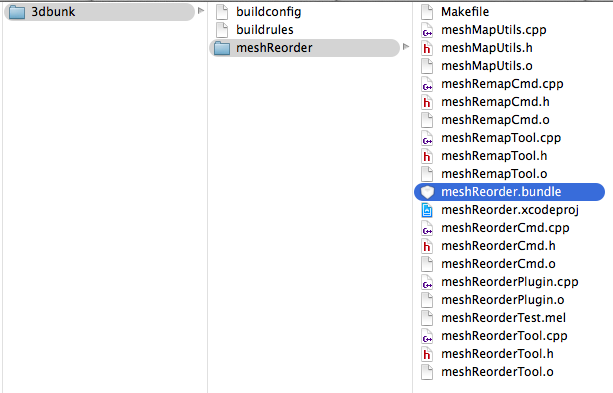 3dbunk
buildconfig
buildrules
meshReorder
Makefile
meshMapUtils.cpp
meshMapUtils.h
meshMapUtils.o
meshRemapCmd.cpp
meshRemapCmd.h
meshRemapCmd.o
meshRemapTool.cpp
meshRemapTool.h
meshRemapTool.o
meshReorder.bundle
meshReorder.xcodeproj
meshReorderCmd.cpp
meshReorderCmd.h
meshReorderCmd.o
meshReorderPlugin.cpp
meshReorderPlugin.o
meshReorderTest.mel
meshReorderTool.cpp
meshReorderTool.h
meshReorderTool.o